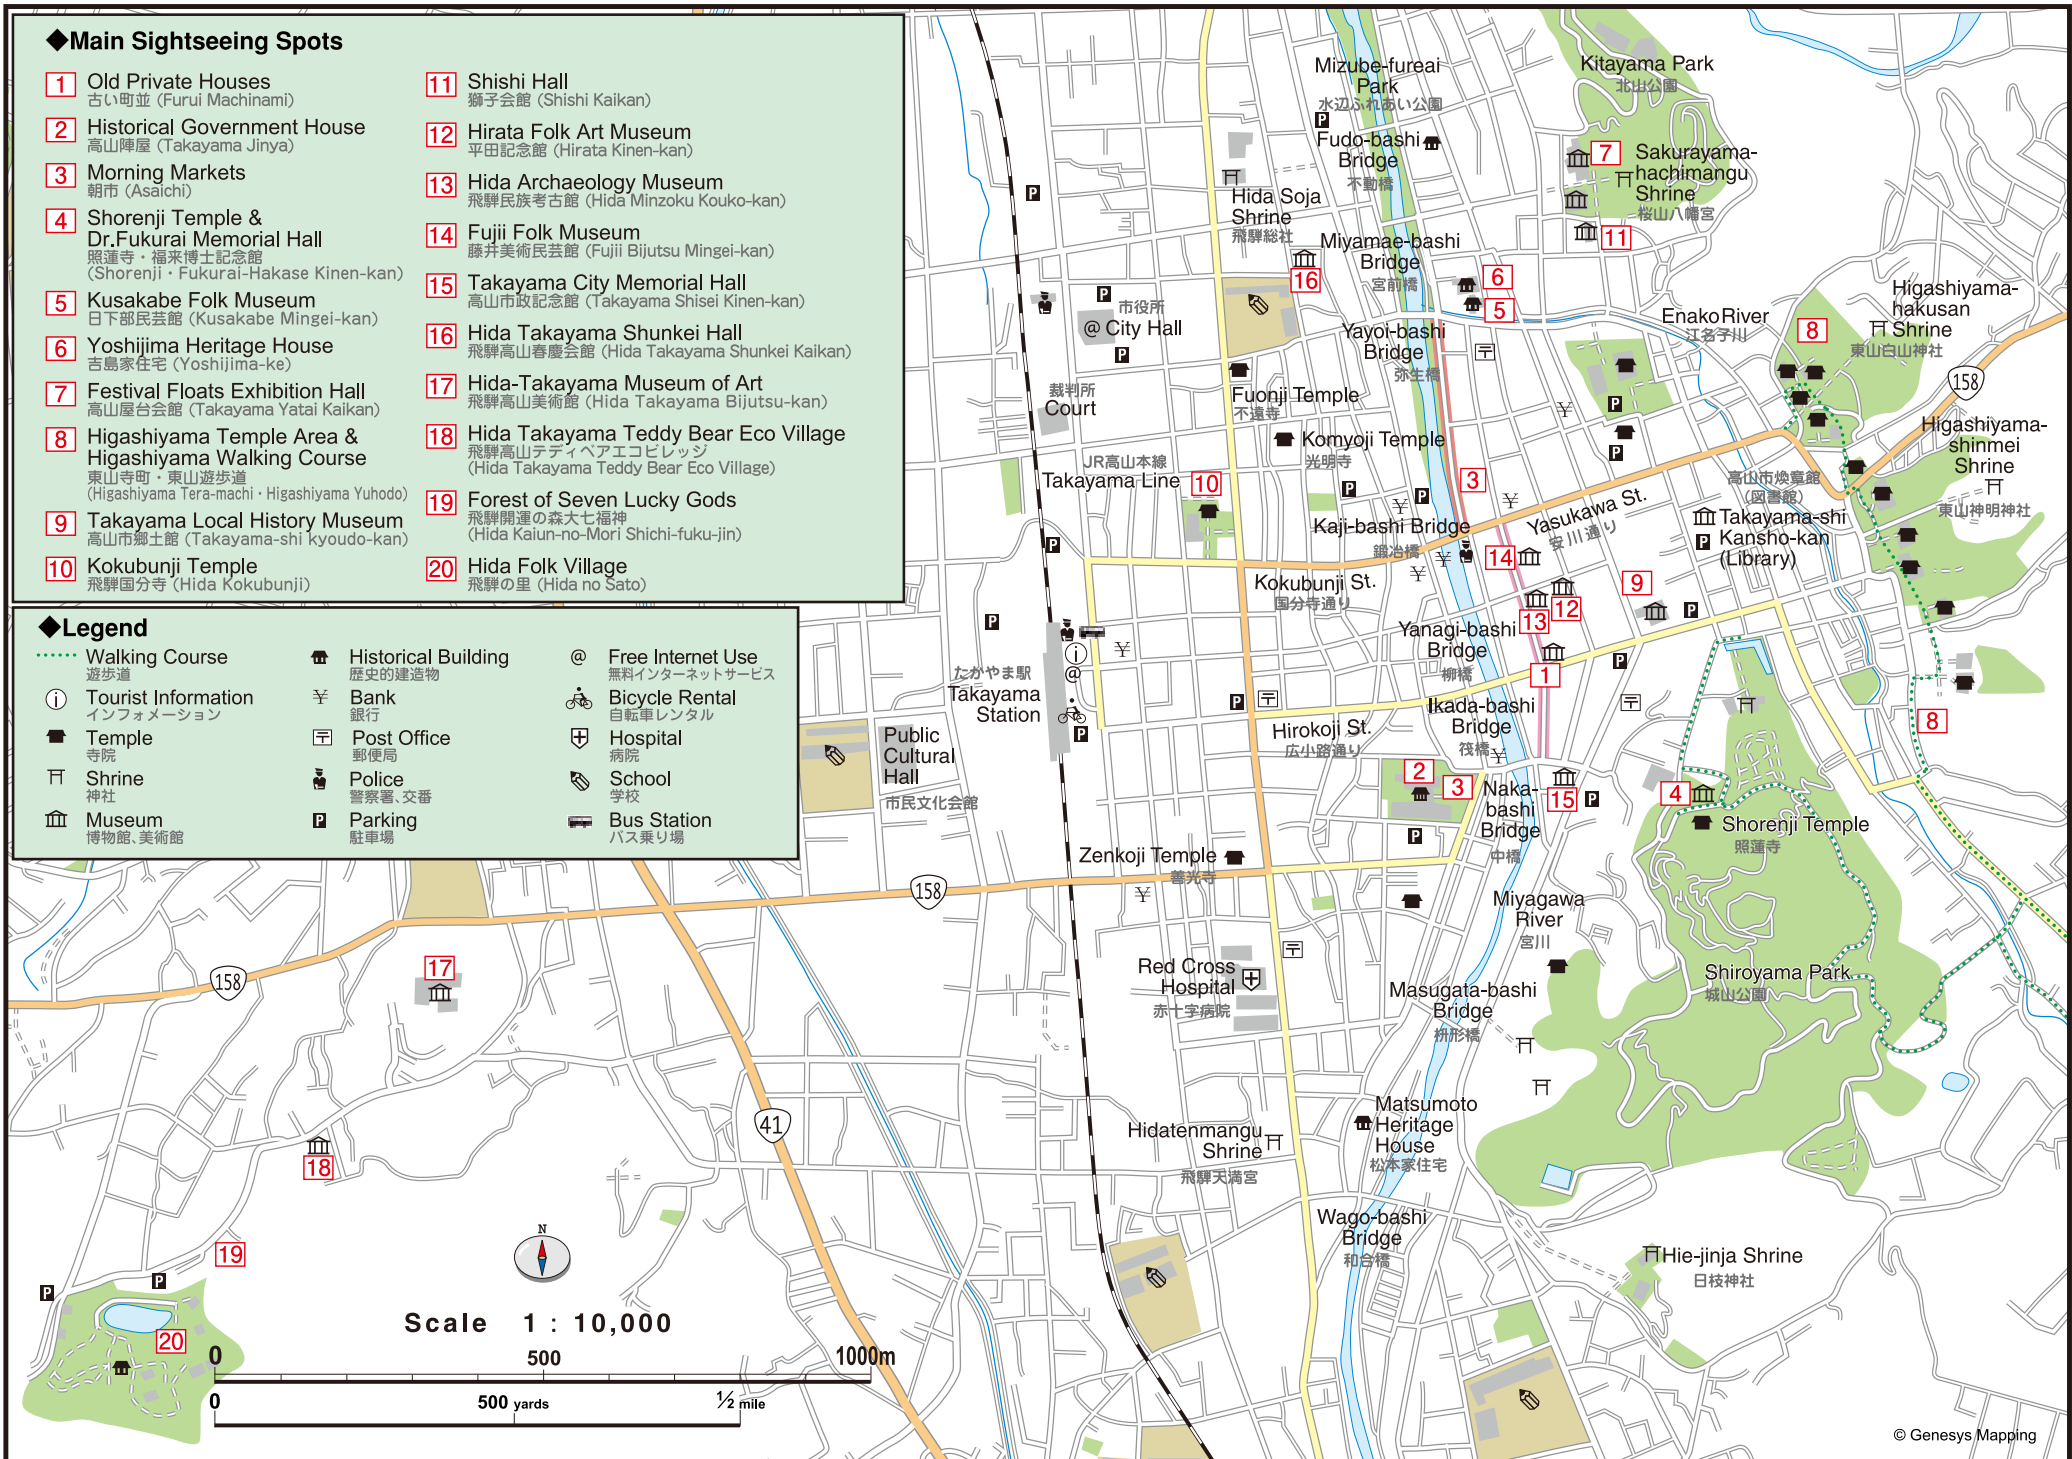 ◆Main Sightseeing Spots
1 Old Private Houses
古い町並 (Furui Machinami)
2 Historical Government House
高山陣屋 (Takayama Jinya)
3 Morning Markets
朝市 (Asaichi)
4 Shorenji Temple &
Dr.Fukurai Memorial Hall
照蓮寺・福来博士記念館
(Shorenji・Fukurai-Hakase Kinen-kan)
5 Kusakabe Folk Museum
日下部民芸館 (Kusakabe Mingei-kan)
6 Yoshijima Heritage House
吉島家住宅 (Yoshijima-ke)
7 Festival Floats Exhibition Hall
高山屋台会館 (Takayama Yatai Kaikan)
8 Higashiyama Temple Area &
Higashiyama Walking Course
東山寺町・東山遊歩道
(Higashiyama Tera-machi・Higashiyama Yuhodo)
9 Takayama Local History Museum
高山市郷土館 (Takayama-shi kyoudo-kan)
10 Kokubunji Temple
飛騨国分寺 (Hida Kokubunji)
11 Shishi Hall
獅子会館 (Shishi Kaikan)
12 Hirata Folk Art Museum
平田記念館 (Hirata Kinen-kan)
13 Hida Archaeology Museum
飛騨民族考古館 (Hida Minzoku Kouko-kan)
14 Fujii Folk Museum
藤井美術民芸館 (Fujii Bijutsu Mingei-kan)
15 Takayama City Memorial Hall
高山市政記念館 (Takayama Shisei Kinen-kan)
16 Hida Takayama Shunkei Hall
飛騨高山春慶会館 (Hida Takayama Shunkei Kaikan)
17 Hida-Takayama Museum of Art
飛騨高山美術館 (Hida Takayama Bijutsu-kan)
18 Hida Takayama Teddy Bear Eco Village
飛騨高山テディベアエコビレッジ
(Hida Takayama Teddy Bear Eco Village)
19 Forest of Seven Lucky Gods
飛騨開運の森大七福神
(Hida Kaiun-no-Mori Shichi-fuku-jin)
20 Hida Folk Village
飛騨の里 (Hida no Sato)
◆Legend
Walking Course
遊歩道
Tourist Information
インフォメーション
Temple
寺院
Shrine
神社
Museum
博物館、美術館
Historical Building
歴史的建造物
Bank
銀行
Post Office
郵便局
Police
警察署、交番
Parking
駐車場
@ Free Internet Use
無料インターネットサービス
Bicycle Rental
自転車レンタル
Hospital
病院
School
学校
Bus Station
バス乗り場
Mizube-fureai
Park
水辺ふれあい公園
Fudo-bashi
Bridge
不動橋
Kitayama Park
北山公園
7
Sakurayama-
hachimangu
Shrine
桜山八幡宮
11
Hida Soja
Shrine
飛騨総社
Miyamae-bashi
Bridge
宮前橋
16
6
5
市役所
@ City Hall
Yayoi-bashi
Bridge
弥生橋
Enako River
江名子川
8
Higashiyama-
hakusan
Shrine
東山白山神社
158
裁判所
Court
Fuonji Temple
不遠寺
Komyoji Temple
光明寺
JR高山本線
Takayama Line
10
3
Kaji-bashi Bridge
鍛冶橋
Yasukawa St.
安川通り
高山市煥章館
(図書館)
Takayama-shi
Kansho-kan
(Library)
Higashiyama-
shinmei
Shrine
東山神明神社
14
Kokubunji St.
国分寺通り
9
12
13
Yanagi-bashi
Bridge
柳橋
1
たかやま駅
Takayama
Station
@
Ikada-bashi
Bridge
筏橋
Hirokoji St.
広小路通り
8
Public
Cultural
Hall
市民文化会館
2
3
Naka-
bashi
Bridge
中橋
15
4
Shorenji Temple
照蓮寺
Zenkoji Temple
善光寺
158
Miyagawa
River
宮川
158
17
Red Cross
Hospital
赤十字病院
Masugata-bashi
Bridge
枡形橋
Shiroyama Park
城山公園
41
18
Hidatenmangu
Shrine
飛騨天満宮
Matsumoto
Heritage
House
松本家住宅
Wago-bashi
Bridge
和合橋
Hie-jinja Shrine
日枝神社
19
20
N
Scale 1 : 10,000
0 500 1000m
0 500 yards ½ mile
© Genesys Mapping